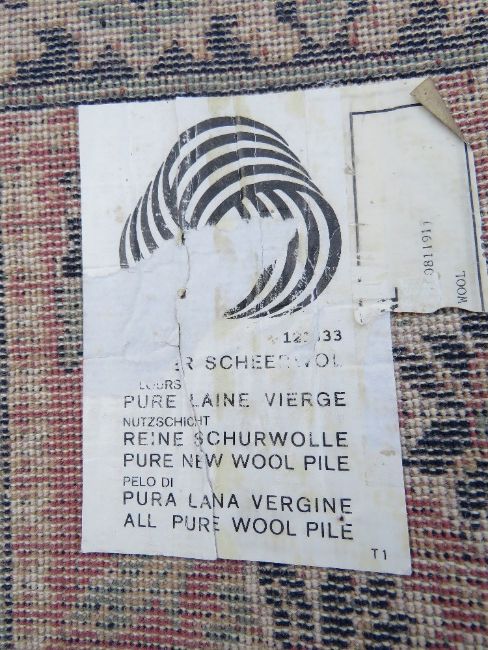 SCHEERWOL
PURE LAINE VIERGE
NUTZSCHICHT
REINE SCHURWOLLE
PURE NEW WOOL PILE
PELO DI
PURA LANA VERGINE
ALL PURE WOOL PILE
T1
WOOL